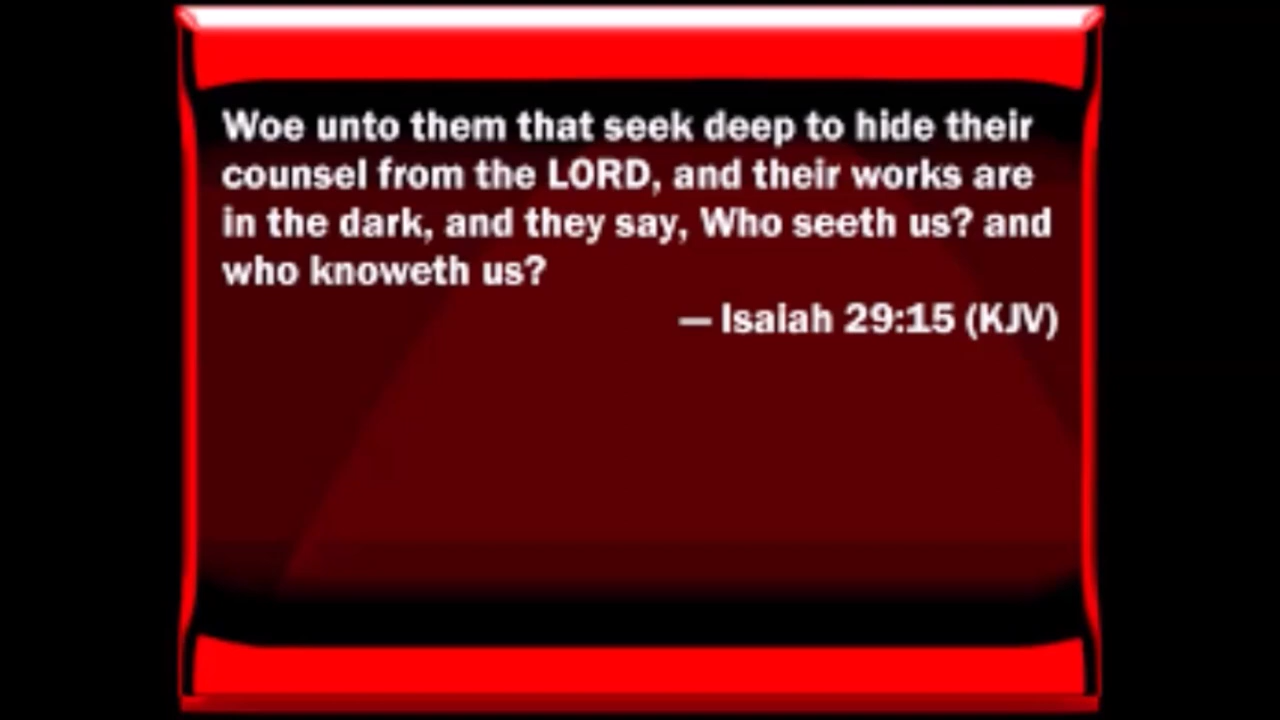 Woe unto them that seek deep to hide their
counsel from the LORD, and their works are
in the dark, and they say, Who seeth us? and
who knoweth us?
— Isaiah 29:15 (KJV)